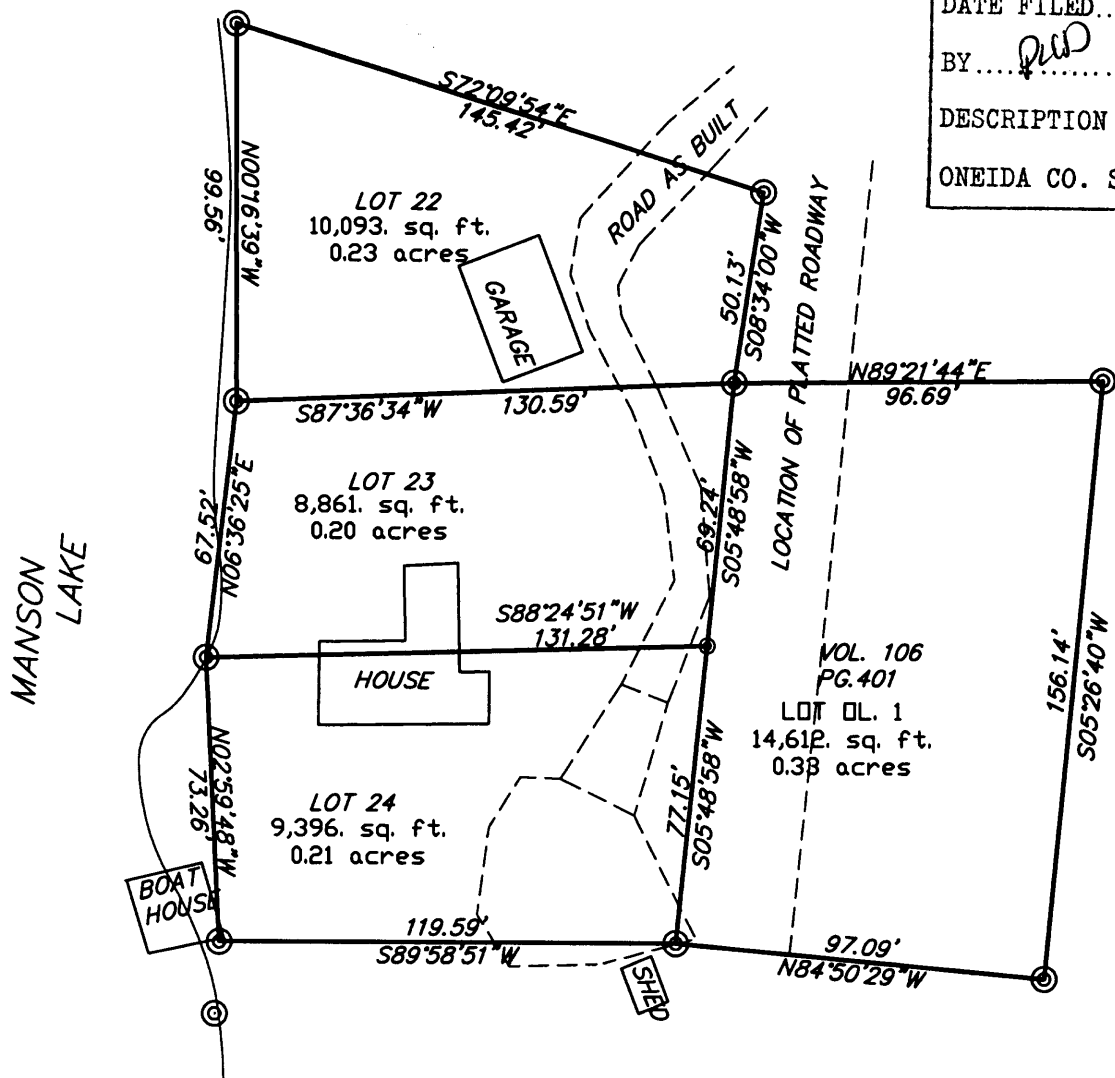 DATE FILED..
BY....
DESCRIPTION
ONEIDA CO. S
S72°09'54"E
145.42'
ROAD AS BUILT
N00°16'39"W
99.56'
LOT 22
10,093. sq. ft.
0.23 acres
GARAGE
50.13'
S08°34'00"W
LOCATION OF PLATTED ROADWAY
N89°21'44"E
96.69'
S87°36'34"W
130.59'
LOT 23
8,861. sq. ft.
0.20 acres
67.52'
N06°36'25"E
69.24'
S05°48'58"W
MANSON
LAKE
S88°24'51"W
131.28'
HOUSE
VOL. 106
PG.401
LOT OL. 1
14,612. sq. ft.
0.33 acres
156.14'
S05°26'40"W
N02°59'48"W
73.26'
77.15'
S05°48'58"W
LOT 24
9,396. sq. ft.
0.21 acres
BOAT
HOUSE
119.59'
S89°58'51"W
97.09'
N84°50'29"W
SHED